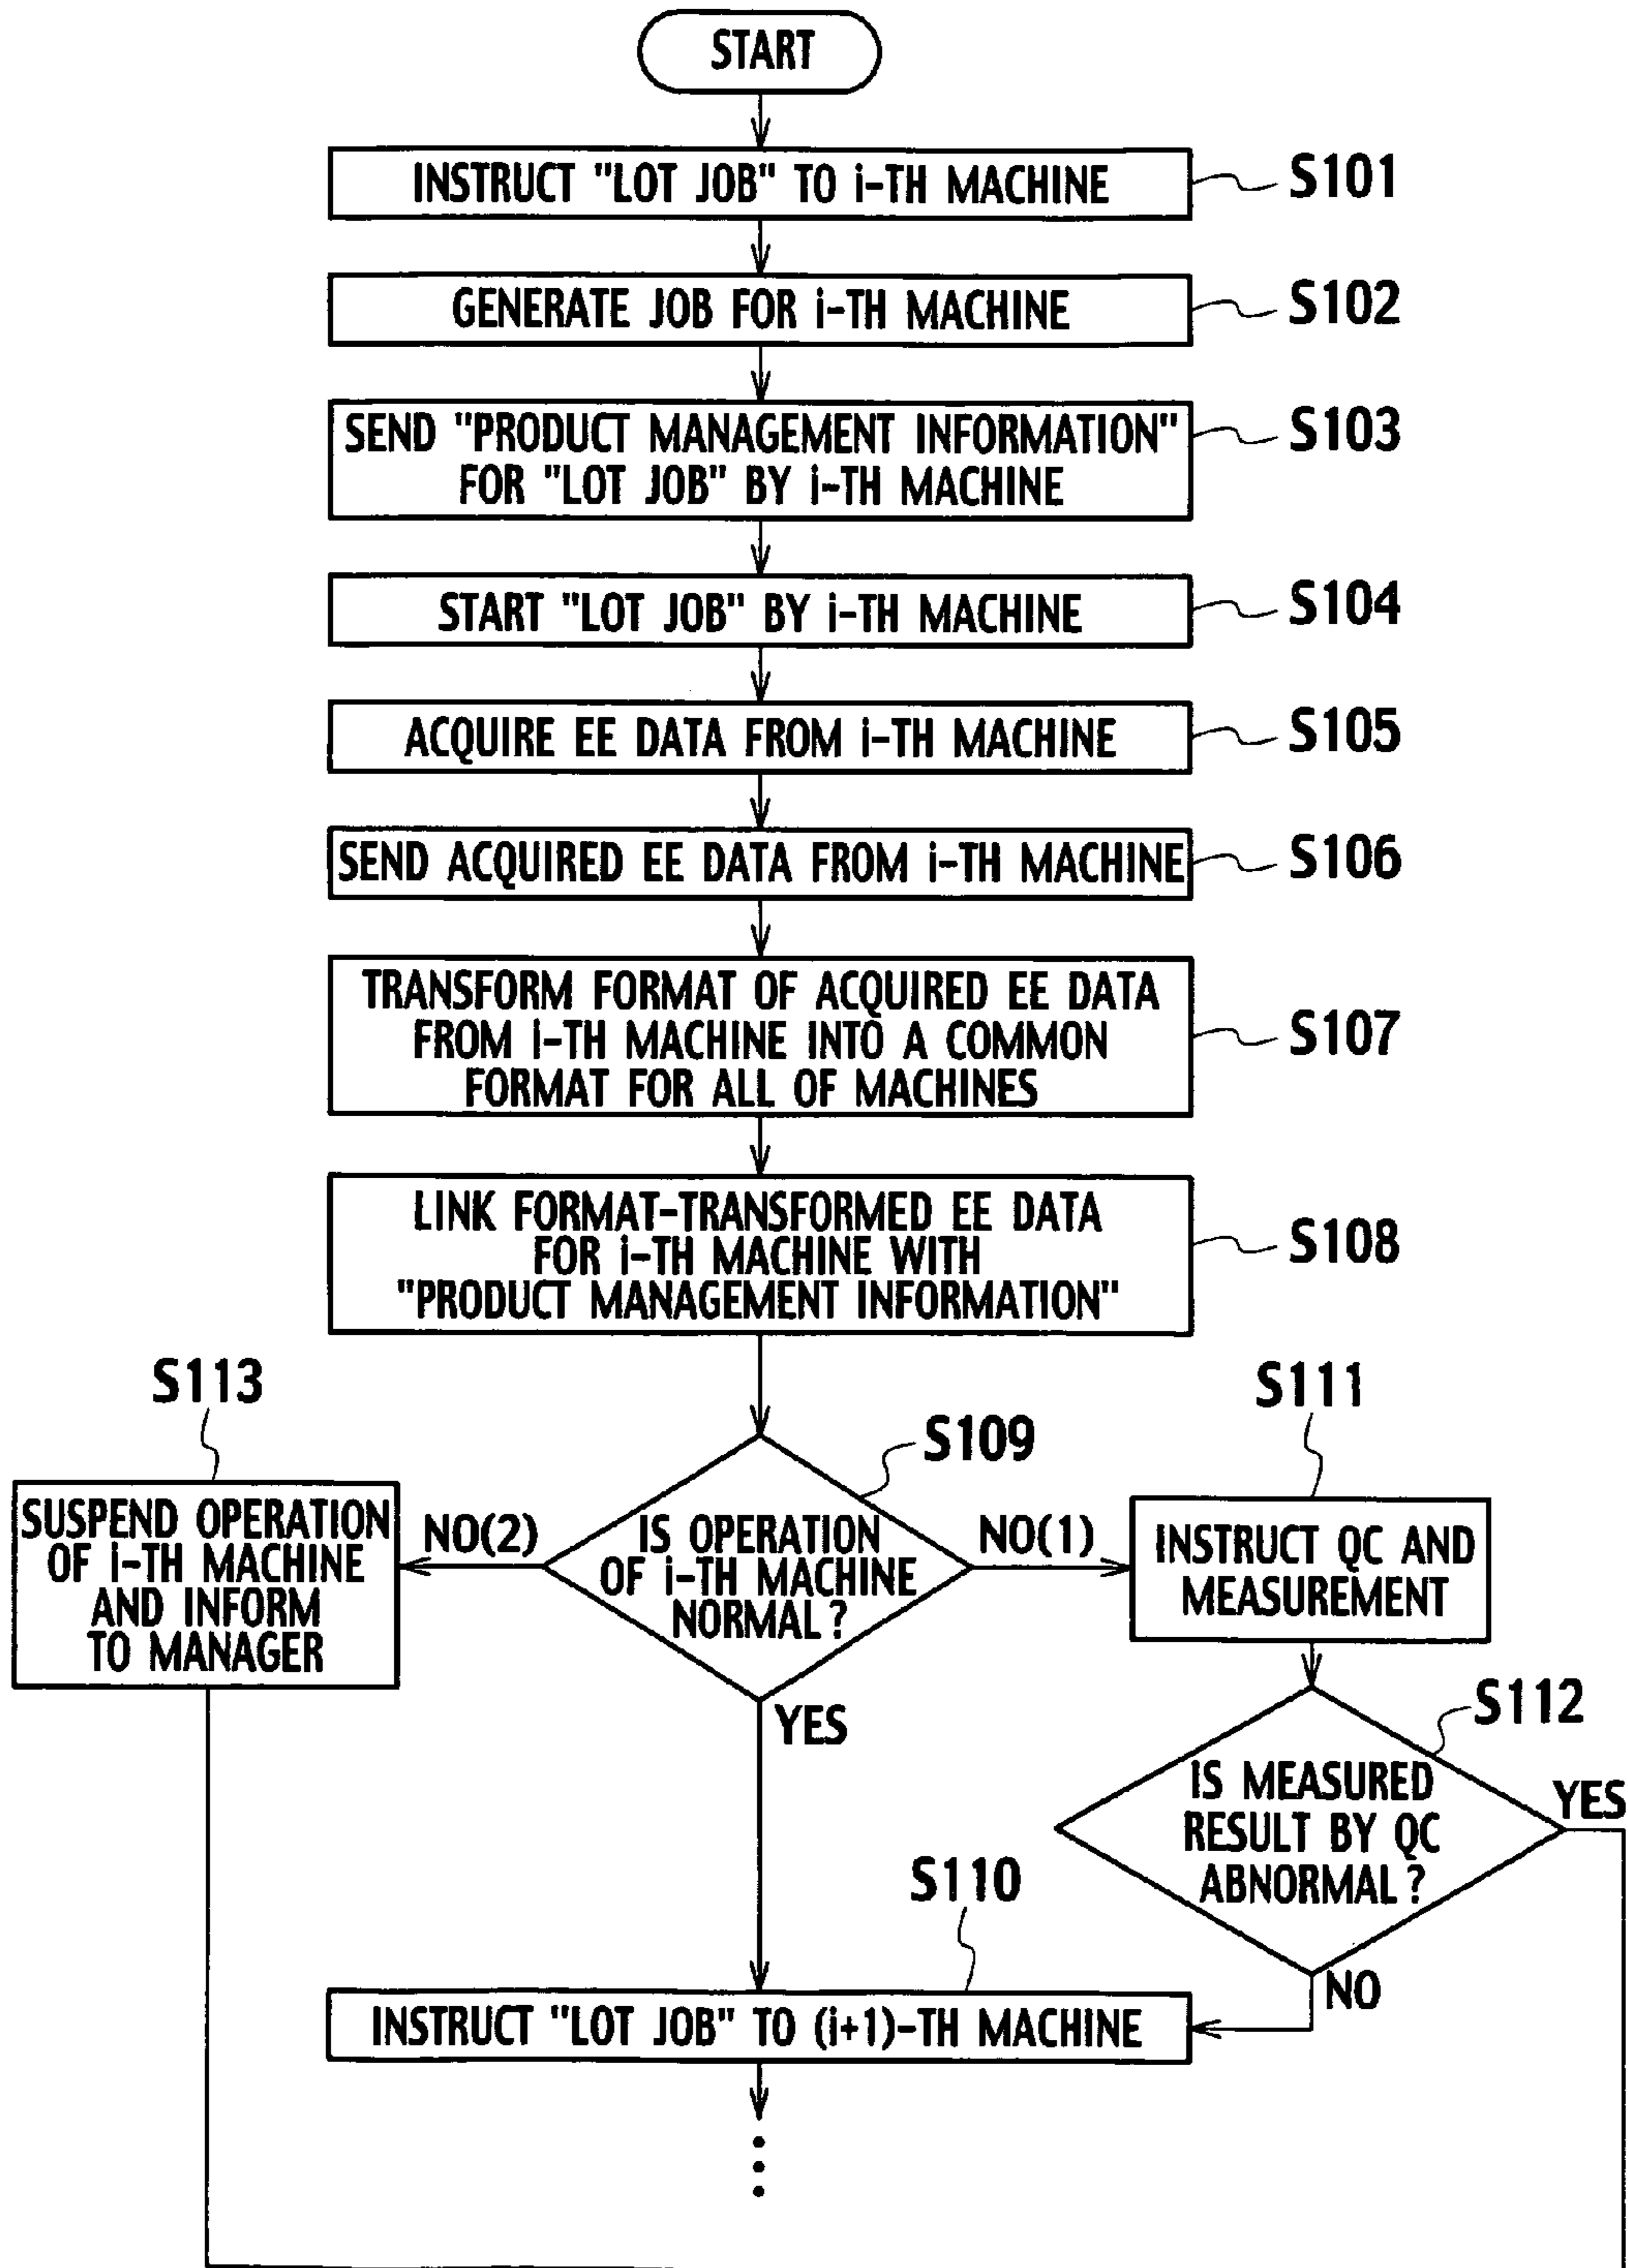 START
INSTRUCT "LOT JOB" TO i-TH MACHINE
S101
GENERATE JOB FOR i-TH MACHINE
S102
SEND "PRODUCT MANAGEMENT INFORMATION"
FOR "LOT JOB" BY i-TH MACHINE
S103
START "LOT JOB" BY i-TH MACHINE
S104
ACQUIRE EE DATA FROM i-TH MACHINE
S105
SEND ACQUIRED EE DATA FROM i-TH MACHINE
S106
TRANSFORM FORMAT OF ACQUIRED EE DATA
FROM i-TH MACHINE INTO A COMMON
FORMAT FOR ALL OF MACHINES
S107
LINK FORMAT-TRANSFORMED EE DATA
FOR i-TH MACHINE WITH
"PRODUCT MANAGEMENT INFORMATION"
S108
S113
SUSPEND OPERATION
OF i-TH MACHINE
AND INFORM
TO MANAGER
NO(2)
S109
IS OPERATION
OF i-TH MACHINE
NORMAL?
NO(1)
YES
S111
INSTRUCT QC AND
MEASUREMENT
S112
IS MEASURED
RESULT BY QC
ABNORMAL?
YES
NO
S110
INSTRUCT "LOT JOB" TO (i+1)-TH MACHINE